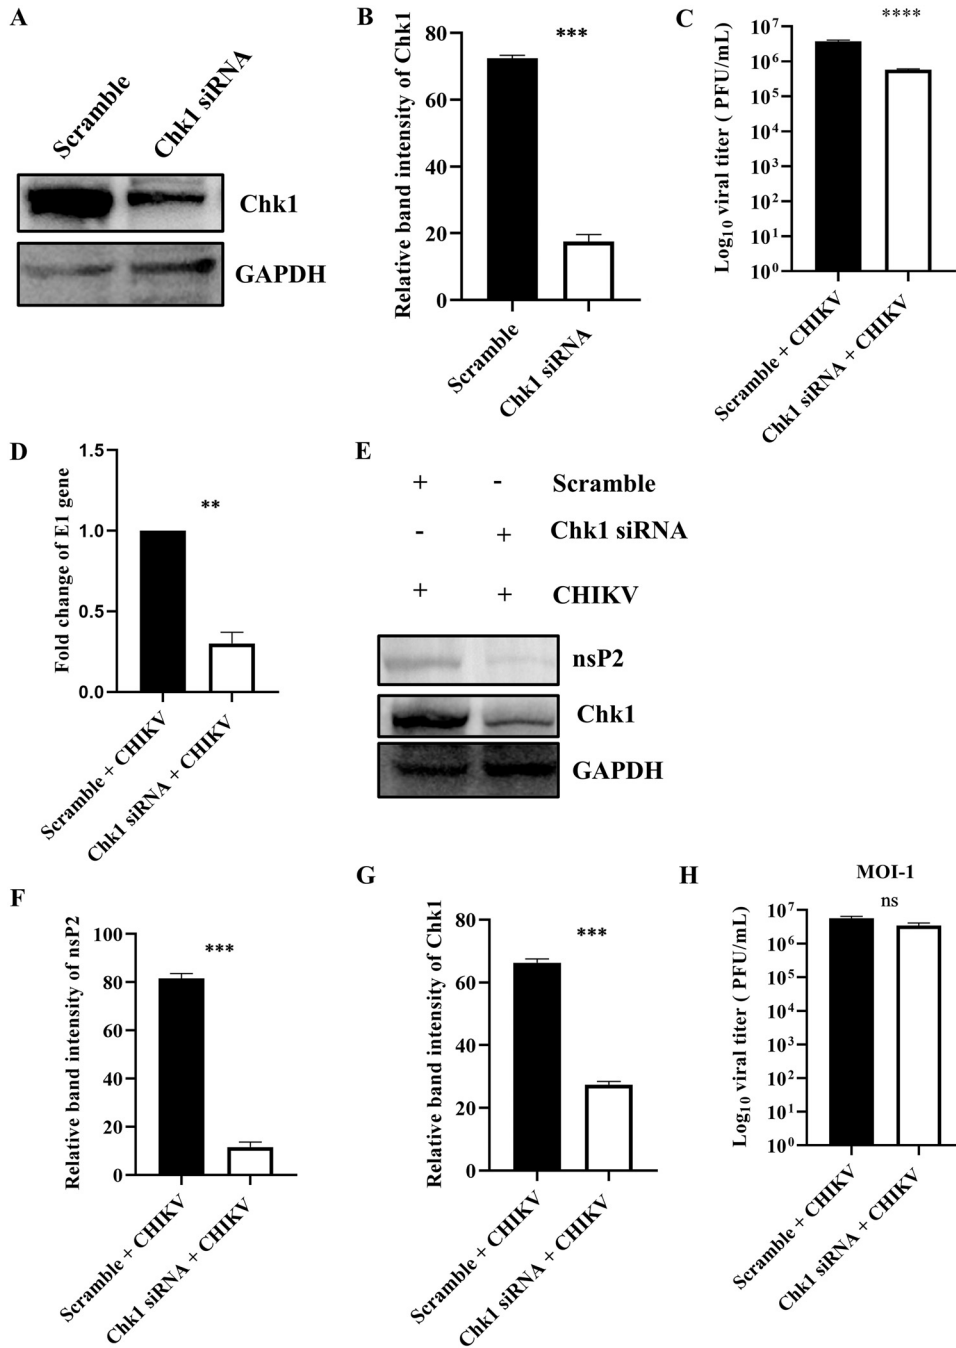 A
Scramble
Chk1 siRNA
Chk1
GAPDH
B
Relative band intensity of Chk1
80
60
40
20
0
***
Scramble
Chk1 siRNA
C
Log10 viral titer ( PFU/mL)
10^7
10^6
10^5
10^4
10^3
10^2
10^1
10^0
****
Scramble + CHIKV
Chk1 siRNA + CHIKV
D
Fold change of E1 gene
1.5
1.0
0.5
0.0
**
Scramble + CHIKV
Chk1 siRNA + CHIKV
E
+ - Scramble
- + Chk1 siRNA
+ + CHIKV
nsP2
Chk1
GAPDH
F
Relative band intensity of nsP2
100
80
60
40
20
0
***
Scramble + CHIKV
Chk1 siRNA + CHIKV
G
Relative band intensity of Chk1
80
60
40
20
0
***
Scramble + CHIKV
Chk1 siRNA + CHIKV
H
MOI-1
ns
Log10 viral titer ( PFU/mL)
10^7
10^6
10^5
10^4
10^3
10^2
10^1
10^0
Scramble + CHIKV
Chk1 siRNA + CHIKV